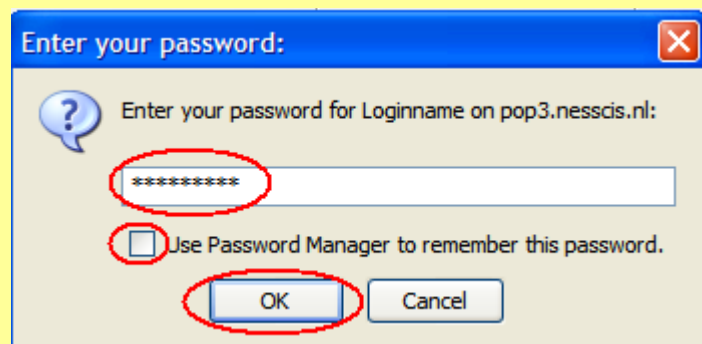 Enter your password:
Enter your password for Loginname on pop3.nesscis.nl:
*********
Use Password Manager to remember this password.
OK Cancel